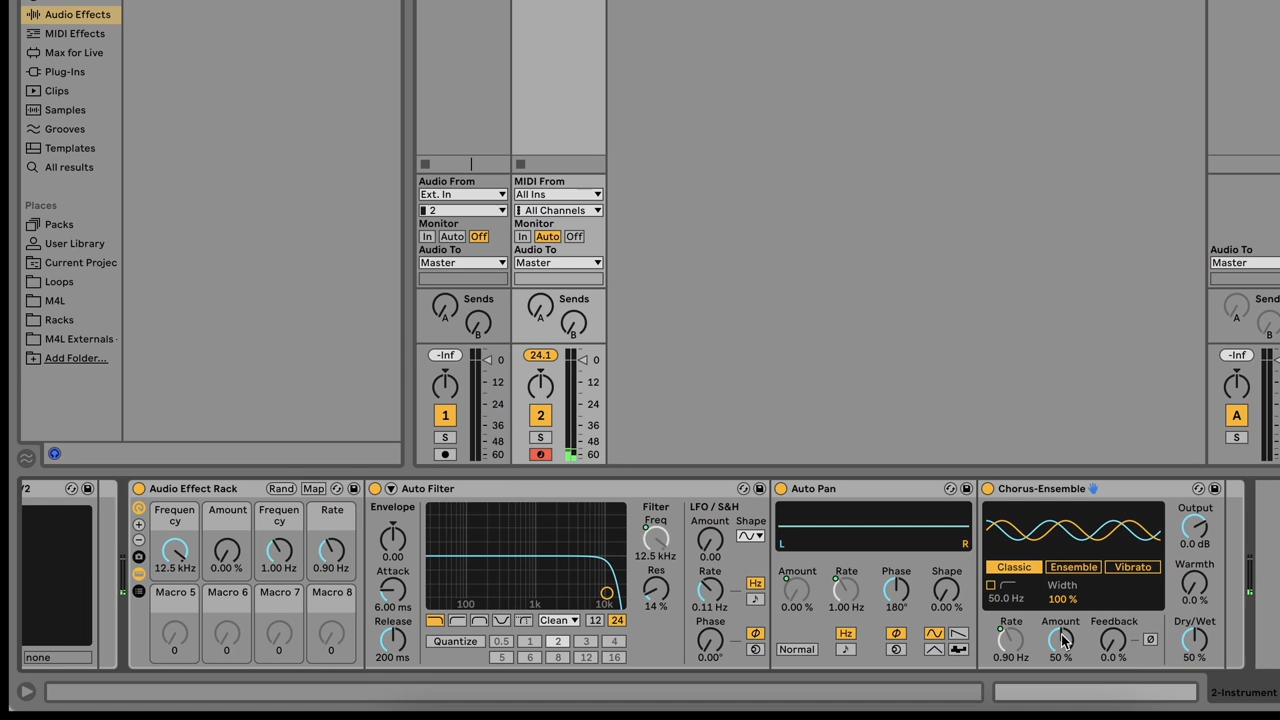 Audio Effects
MIDI Effects
Max for Live
Plug-Ins
Clips
Samples
Grooves
Templates
All results
Places
Packs
User Library
Current Projec
Loops
M4L
Racks
M4L Externals
Add Folder...
Audio From
Ext. In
2
Monitor
In Auto Off
Audio To
Master
Sends
A
B
-Inf
0
12
24
36
48
60
1
S
MIDI From
All Ins
All Channels
Monitor
In Auto Off
Audio To
Master
Sends
A
B
24.1
0
12
24
36
48
60
2
S
Audio To
Master
Sends
A
-Inf
A
S
/2
none
Audio Effect Rack Rand Map
Frequen
cy
Amount
Frequen
cy
Rate
12.5 kHz 0.00 % 1.00 Hz 0.90 Hz
Macro 5 Macro 6 Macro 7 Macro 8
0 0 0 0
Auto Filter
Envelope
0.00
Attack
6.00 ms
Release
200 ms
100 1k 10k
Clean 12 24
Quantize 0.5 1 2 3 4
5 6 8 12 16
Filter
Freq
12.5 kHz
Res
14 %
LFO / S&H
Amount Shape
0.00
Rate
Hz
0.11 Hz
Phase
0.00°
Auto Pan
L R
Amount Rate Phase Shape
0.00 % 1.00 Hz 180° 0.00 %
Hz
Normal
Chorus-Ensemble
Classic Ensemble Vibrato
Width
50.0 Hz 100 %
Rate Amount Feedback
Ø
0.90 Hz 50 % 0.0 %
Output
0.0 dB
Warmth
0.0 %
Dry/Wet
50 %
2-Instrument